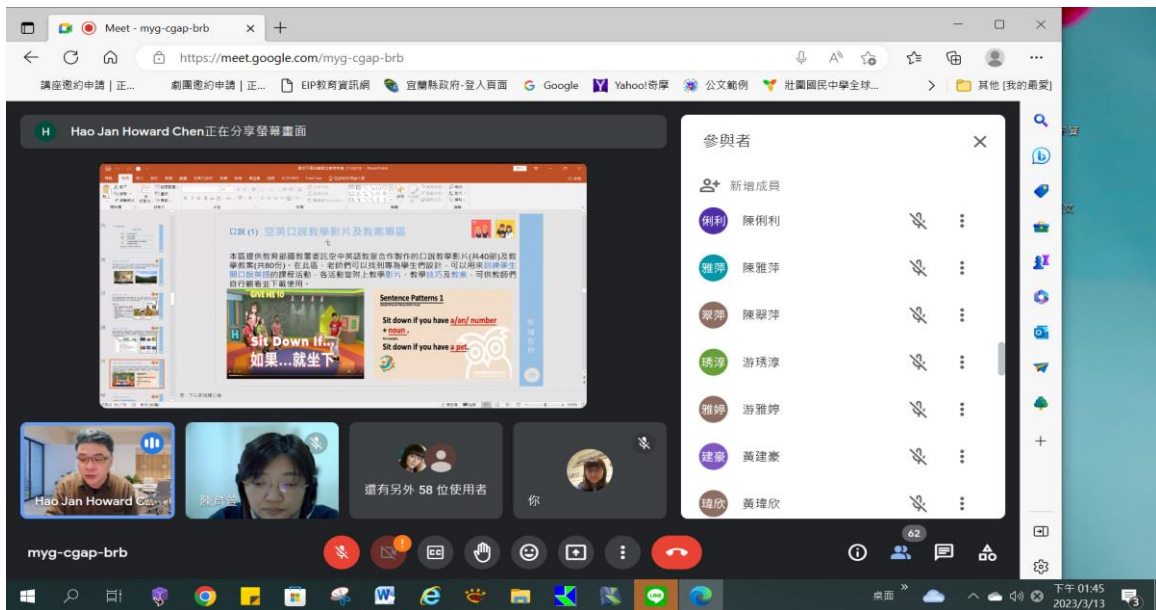 Meet - myg-cgap-brb
https://meet.google.com/myg-cgap-brb
講座邀約申請 | 正...
劇團邀約申請 | 正...
EIP教育資訊網
宜蘭縣政府-登入頁面
Google
Yahoo!奇摩
公文範例
壯圍國民中學全球...
其他 [我的最愛]
H Hao Jan Howard Chen正在分享螢幕畫面
口說 (1) 空英口說教學影片及教案專區
本區提供教育部國教署委託空中英語教室合作製作的口說教學影片(共40部)及教
學教案(共80份)。在此區，老師們可以找到專為學生們設計，可以用來訓練學生
開口說英語的課程活動，各活動皆附上教學影片、教學技巧及教案，可供教師們
自行觀看並下載使用。
GIVE ME 10
Sit Down If...
如果...就坐下
Sentence Patterns 1
Sit down if you have a/an/ number
+ noun .
Sit down if you have a pet.
參與者
新增成員
俐利 陳俐利
雅萍 陳雅萍
翠萍 陳翠萍
琇淳 游琇淳
雅婷 游雅婷
建豪 黃建豪
瑋欣 黃瑋欣
Hao Jan Howard C
還有另外 58 位使用者
你
myg-cgap-brb
62
桌面
下午 01:45
2023/3/13
3